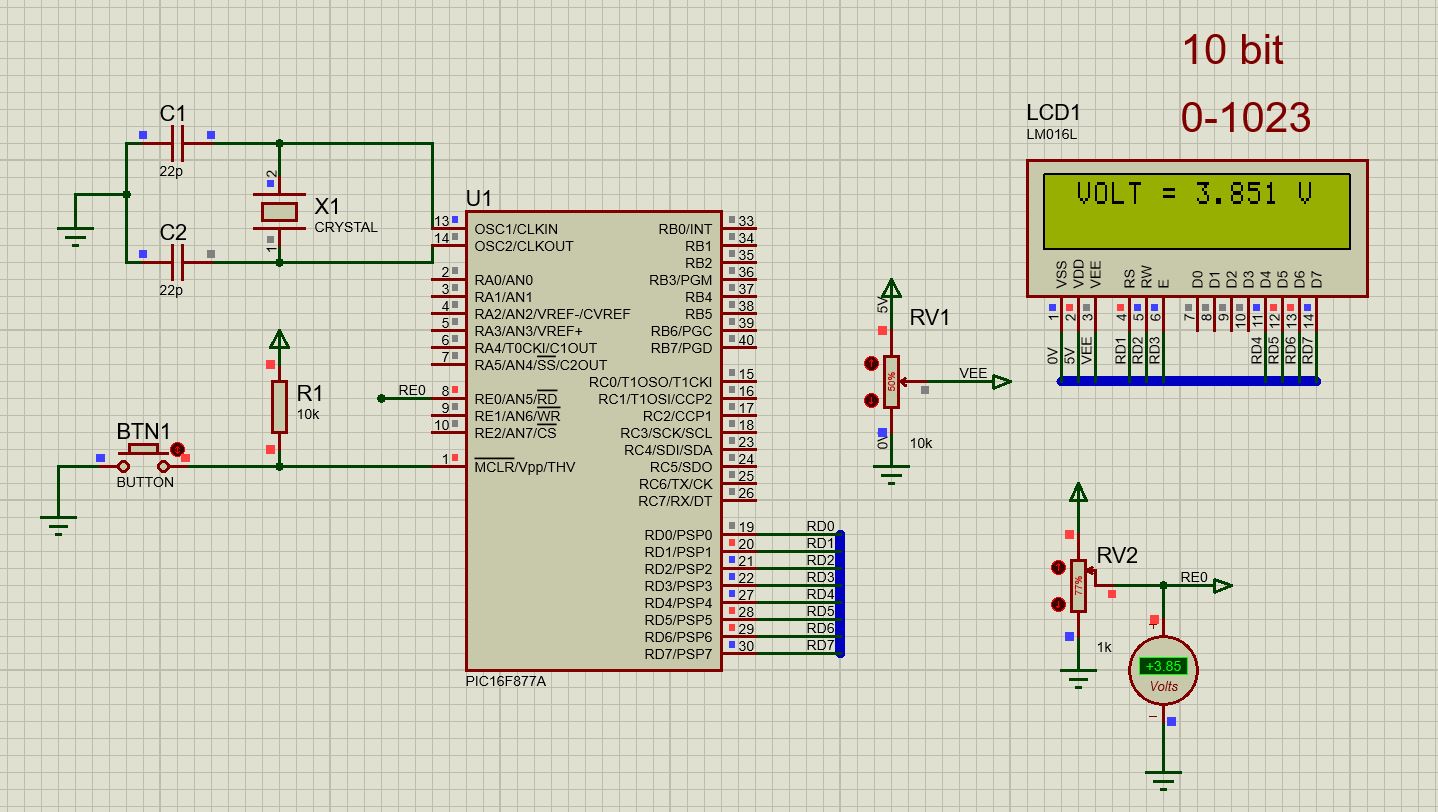 10 bit
0-1023
C1
22p
2
X1
CRYSTAL
1
C2
22p
R1
10k
BTN1
BUTTON
U1
13 OSC1/CLKIN
14 OSC2/CLKOUT
2 RA0/AN0
3 RA1/AN1
4 RA2/AN2/VREF-/CVREF
5 RA3/AN3/VREF+
6 RA4/T0CKI/C1OUT
7 RA5/AN4/SS/C2OUT
RE0 8 RE0/AN5/RD
9 RE1/AN6/WR
10 RE2/AN7/CS
1 MCLR/Vpp/THV
RB0/INT 33
RB1 34
RB2 35
RB3/PGM 36
RB4 37
RB5 38
RB6/PGC 39
RB7/PGD 40
RC0/T1OSO/T1CKI 15
RC1/T1OSI/CCP2 16
RC2/CCP1 17
RC3/SCK/SCL 18
RC4/SDI/SDA 23
RC5/SDO 24
RC6/TX/CK 25
RC7/RX/DT 26
RD0/PSP0 19 RD0
RD1/PSP1 20 RD1
RD2/PSP2 21 RD2
RD3/PSP3 22 RD3
RD4/PSP4 27 RD4
RD5/PSP5 28 RD5
RD6/PSP6 29 RD6
RD7/PSP7 30 RD7
PIC16F877A
5V
RV1
50%
VEE
0V
10k
LCD1
LM016L
VOLT = 3.851 V
VSS VDD VEE RS RW E D0 D1 D2 D3 D4 D5 D6 D7
1 2 3 4 5 6 7 8 9 10 11 12 13 14
0V 5V VEE RD1 RD2 RD3 RD4 RD5 RD6 RD7
RV2
77%
1k
RE0
+
+3.85
Volts
−